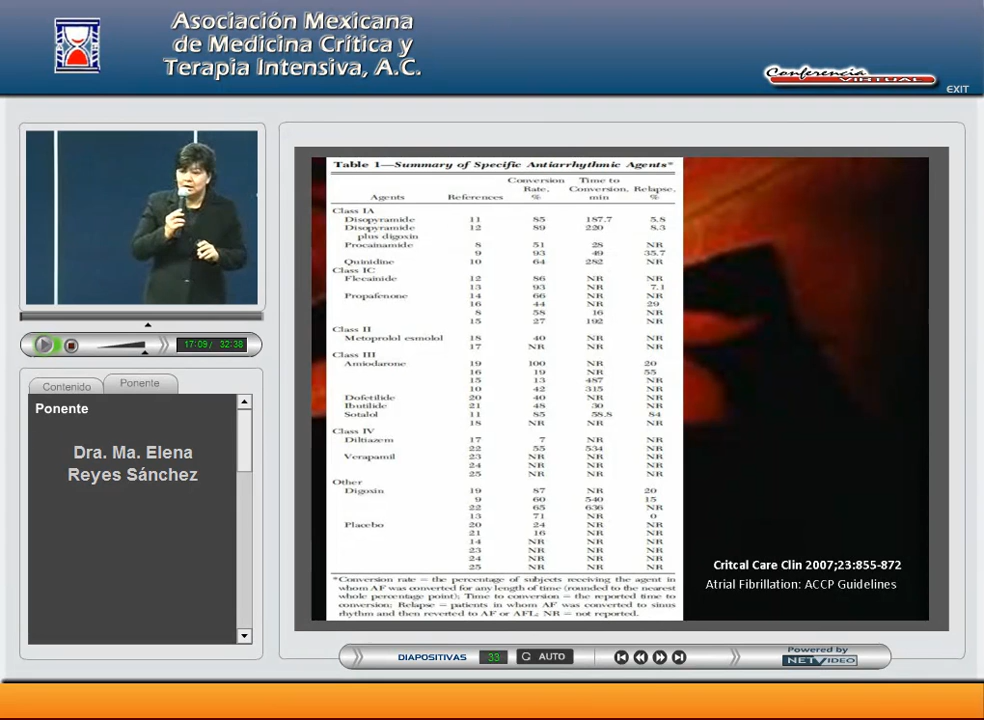 Asociación Mexicana
de Medicina Crítica y
Terapia Intensiva, A.C.
Conferencia
VIRTUAL
EXIT
17:09 / 32:38
Contenido
Ponente
Ponente
Dra. Ma. Elena
Reyes Sánchez
Table 1—Summary of Specific Antiarrhythmic Agents*
Conversion Time to
Rate, Conversion, Relapse,
Agents References % min %
Class IA
Disopyramide 11 85 187.7 5.8
Disopyramide 12 89 220 8.3
plus digoxin
Procainamide 8 51 28 NR
9 93 49 35.7
Quinidine 10 64 282 NR
Class IC
Flecainide 12 86 NR NR
13 93 NR 7.1
Propafenone 14 66 NR NR
16 44 NR 29
8 58 16 NR
15 27 192 NR
Class II
Metoprolol esmolol 18 40 NR NR
17 NR NR NR
Class III
Amiodarone 19 100 NR 20
16 19 NR 55
15 13 487 NR
10 42 315 NR
Dofetilide 20 40 NR NR
Ibutilide 21 48 30 NR
Sotalol 11 85 58.8 84
18 NR NR NR
Class IV
Diltiazem 17 7 NR NR
22 55 534 NR
Verapamil 23 NR NR NR
24 NR NR NR
25 NR NR NR
Other
Digoxin 19 87 NR 20
9 60 540 15
22 65 636 NR
13 71 NR 0
Placebo 20 24 NR NR
21 16 NR NR
14 NR NR NR
23 NR NR NR
24 NR NR NR
25 NR NR NR
*Conversion rate = the percentage of subjects receiving the agent in
whom AF was converted for any length of time (rounded to the nearest
whole percentage point); Time to conversion = the reported time to
conversion; Relapse = patients in whom AF was converted to sinus
rhythm and then reverted to AF or AFL; NR = not reported.
Critcal Care Clin 2007;23:855-872
Atrial Fibrillation: ACCP Guidelines
DIAPOSITIVAS 33 AUTO
Powered by
NETVIDEO